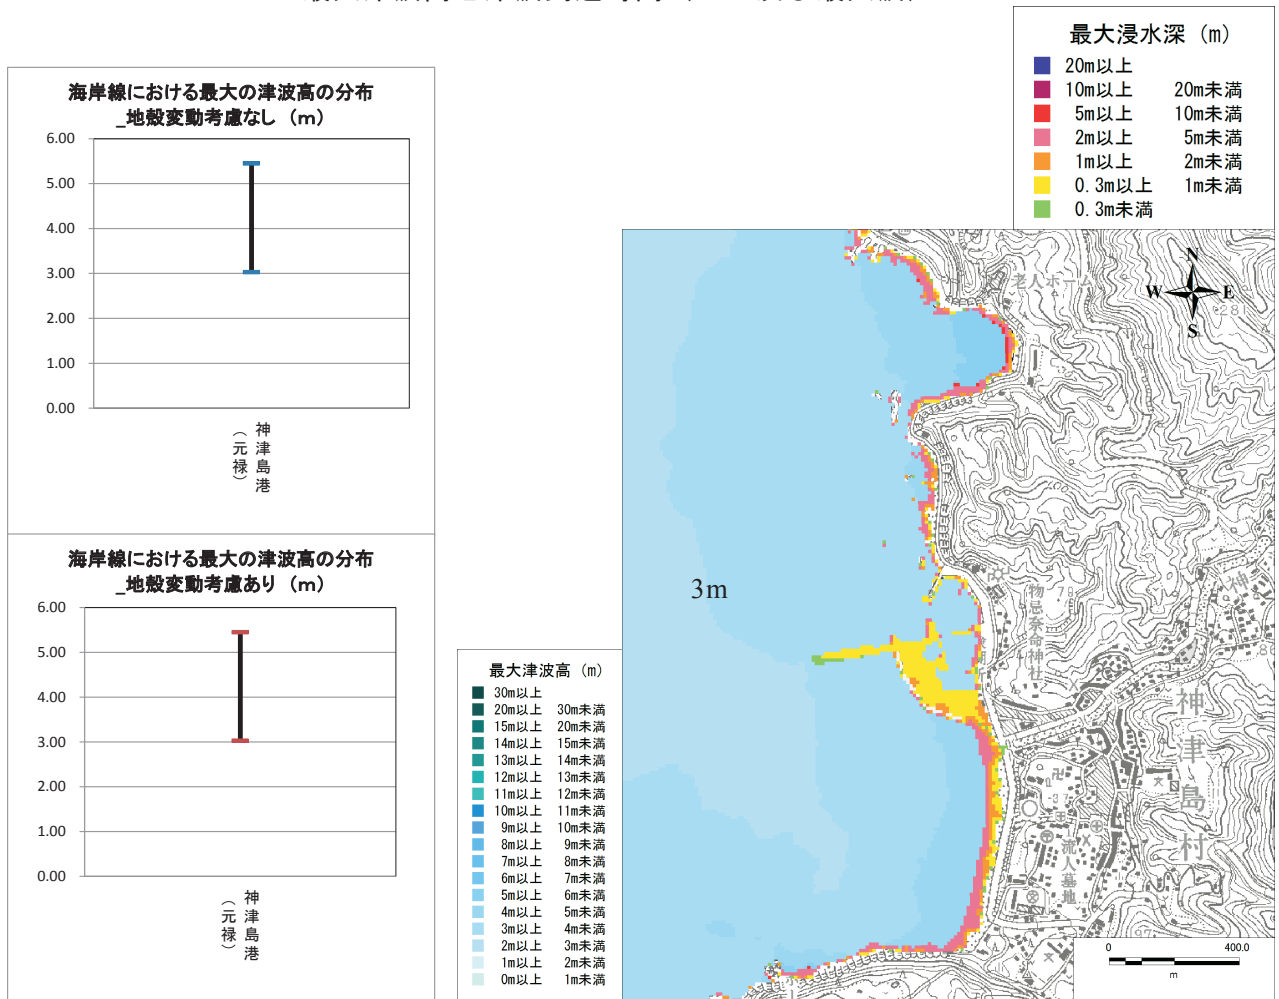 海岸線における最大の津波高の分布
_地殻変動考慮なし (m)
6.00
5.00
4.00
3.00
2.00
1.00
0.00
神津島港
(元禄)
海岸線における最大の津波高の分布
_地殻変動考慮あり (m)
6.00
5.00
4.00
3.00
2.00
1.00
0.00
神津島港
(元禄)
最大津波高 (m)
30m以上
20m以上 30m未満
15m以上 20m未満
14m以上 15m未満
13m以上 14m未満
12m以上 13m未満
11m以上 12m未満
10m以上 11m未満
9m以上 10m未満
8m以上 9m未満
7m以上 8m未満
6m以上 7m未満
5m以上 6m未満
4m以上 5m未満
3m以上 4m未満
2m以上 3m未満
1m以上 2m未満
0m以上 1m未満
最大浸水深 (m)
20m以上
10m以上 20m未満
5m以上 10m未満
2m以上 5m未満
1m以上 2m未満
0.3m以上 1m未満
0.3m未満
N
W E
S
老人ホーム
281
3m
物忌奈命神社
79
神
神津島村
37
流人墓地
0 400.0
m